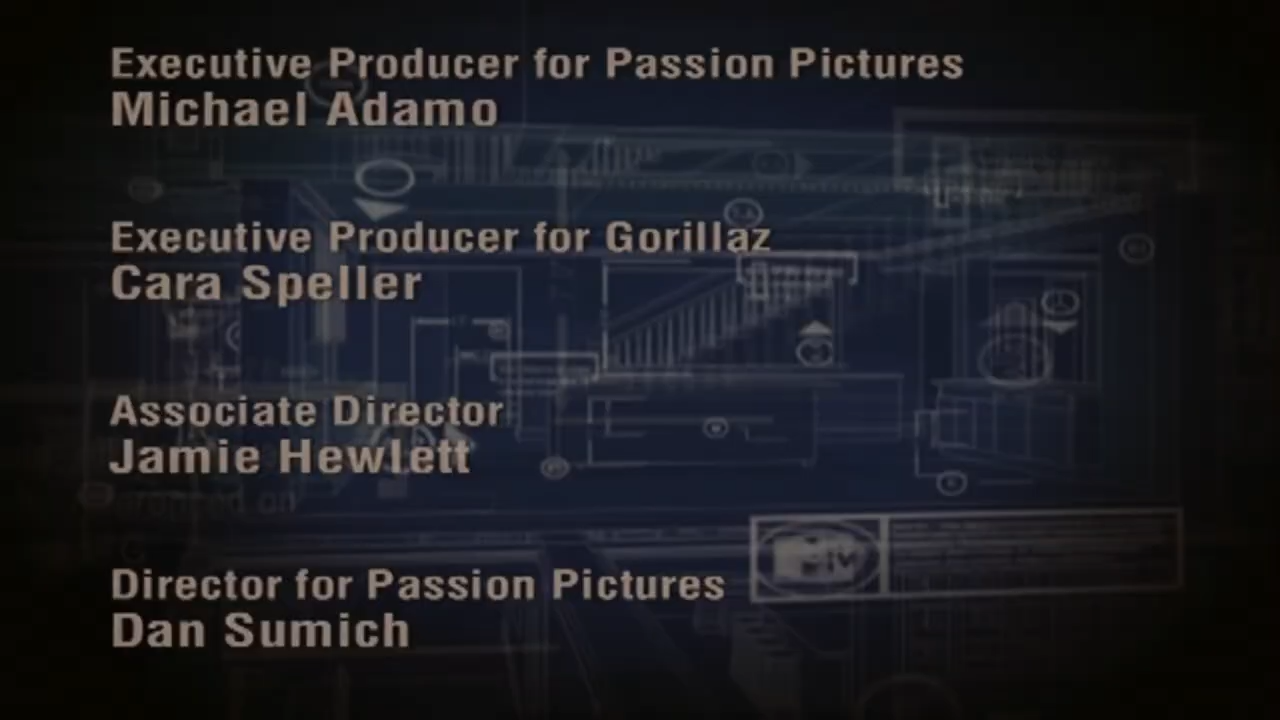 Executive Producer for Passion Pictures
Michael Adamo
Executive Producer for Gorillaz
Cara Speller
Associate Director
Jamie Hewlett
Director for Passion Pictures
Dan Sumich